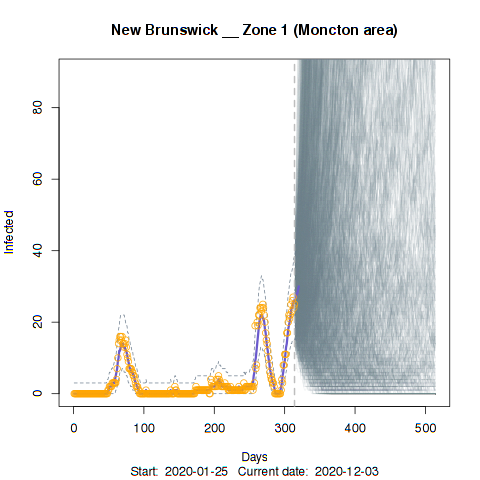 New Brunswick __ Zone 1 (Moncton area)
80
60
40
20
0
Infected
0 100 200 300 400 500
Days
Start: 2020-01-25 Current date: 2020-12-03